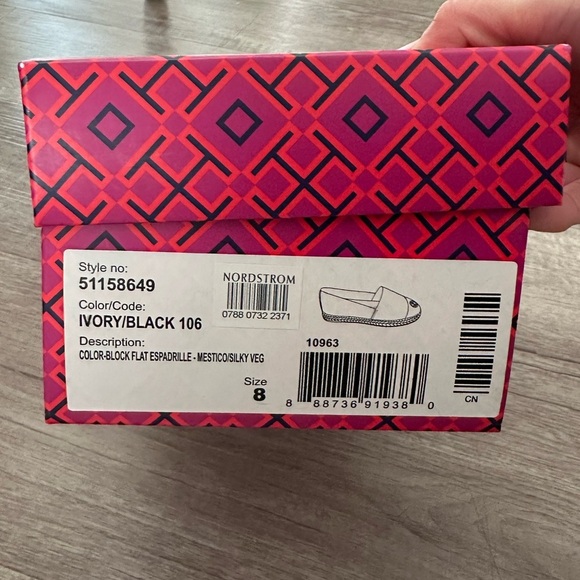 Style no:
51158649
Color/Code:
IVORY/BLACK 106
Description:
COLOR-BLOCK FLAT ESPADRILLE - MESTICO/SILKY VEG
Size
8
NORDSTROM
0788 0732 2371
10963
8 88736 91938 0
CN